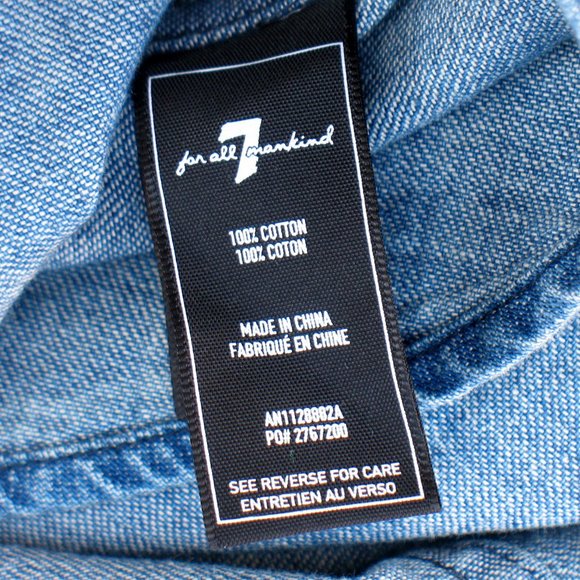 7
for all mankind
100% COTTON
100% COTON
MADE IN CHINA
FABRIQUÉ EN CHINE
AN1128882A
PO# 2767200
SEE REVERSE FOR CARE
ENTRETIEN AU VERSO